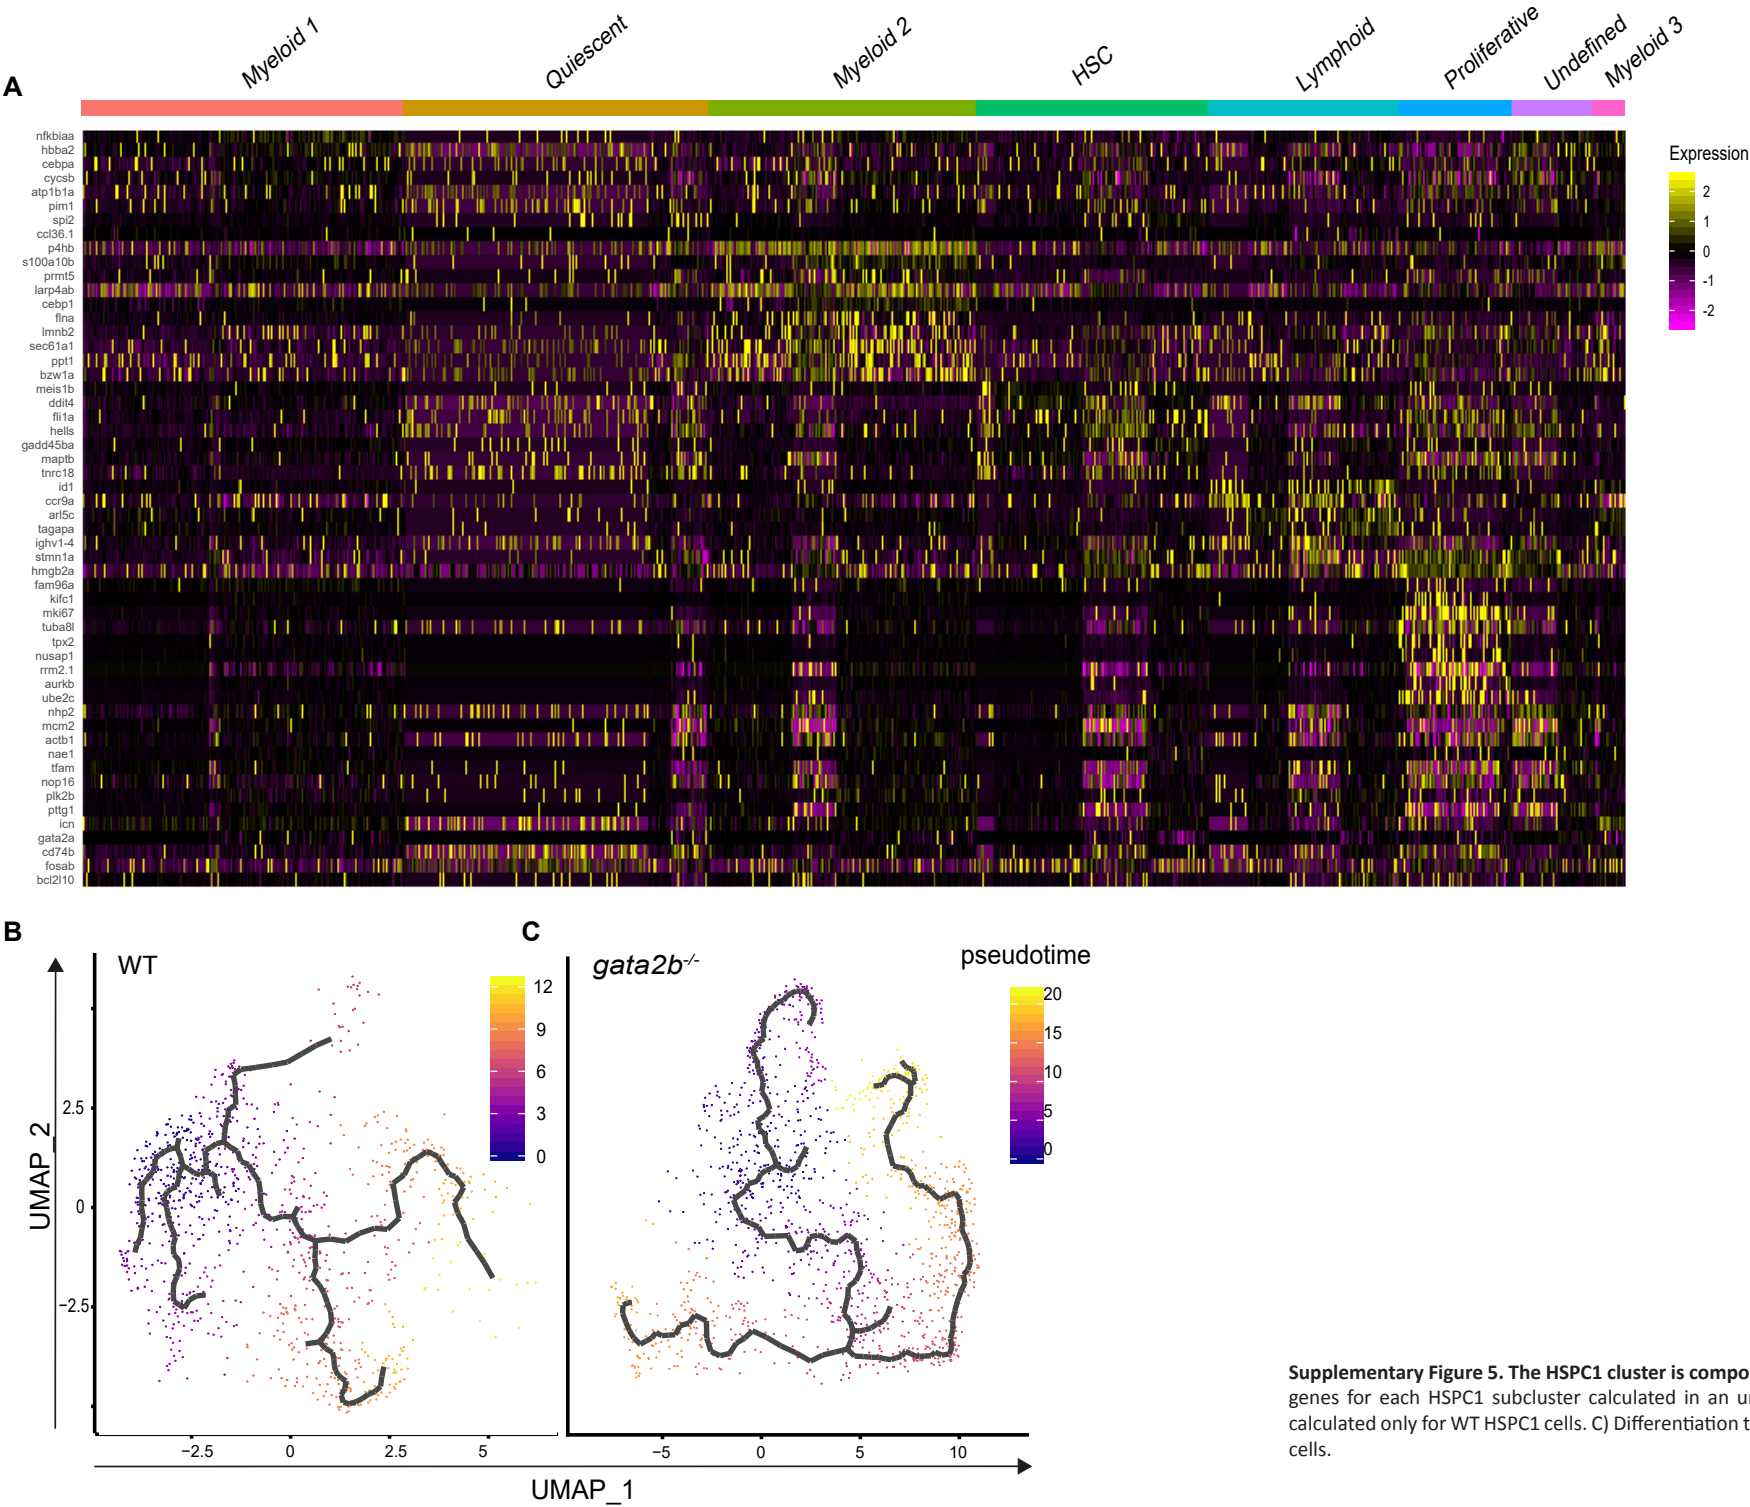 A
Myeloid 1
Quiescent
Myeloid 2
HSC
Lymphoid
Proliferative
Undefined
Myeloid 3
nfkbiaa
hbba2
cebpa
cycsb
atp1b1a
pim1
spi2
ccl36.1
p4hb
s100a10b
prmt5
larp4ab
cebp1
flna
lmnb2
sec61a1
ppt1
bzw1a
meis1b
ddit4
fli1a
hells
gadd45ba
maptb
tnrc18
id1
ccr9a
arl5c
tagapa
ighv1-4
stmn1a
hmgb2a
fam96a
kifc1
mki67
tuba8l
tpx2
nusap1
rrm2.1
aurkb
ube2c
nhp2
mcm2
actb1
nae1
tfam
nop16
plk2b
pttg1
icn
gata2a
cd74b
fosab
bcl2l10
Expression
2
1
0
-1
-2
B
WT
12
9
6
3
0
2.5
0
−2.5
UMAP_2
−2.5
0
2.5
5
C
gata2b-/-
pseudotime
20
15
10
5
0
−5
0
5
10
UMAP_1
Supplementary Figure 5. The HSPC1 cluster is compo
genes for each HSPC1 subcluster calculated in an u
calculated only for WT HSPC1 cells. C) Differentiation t
cells.